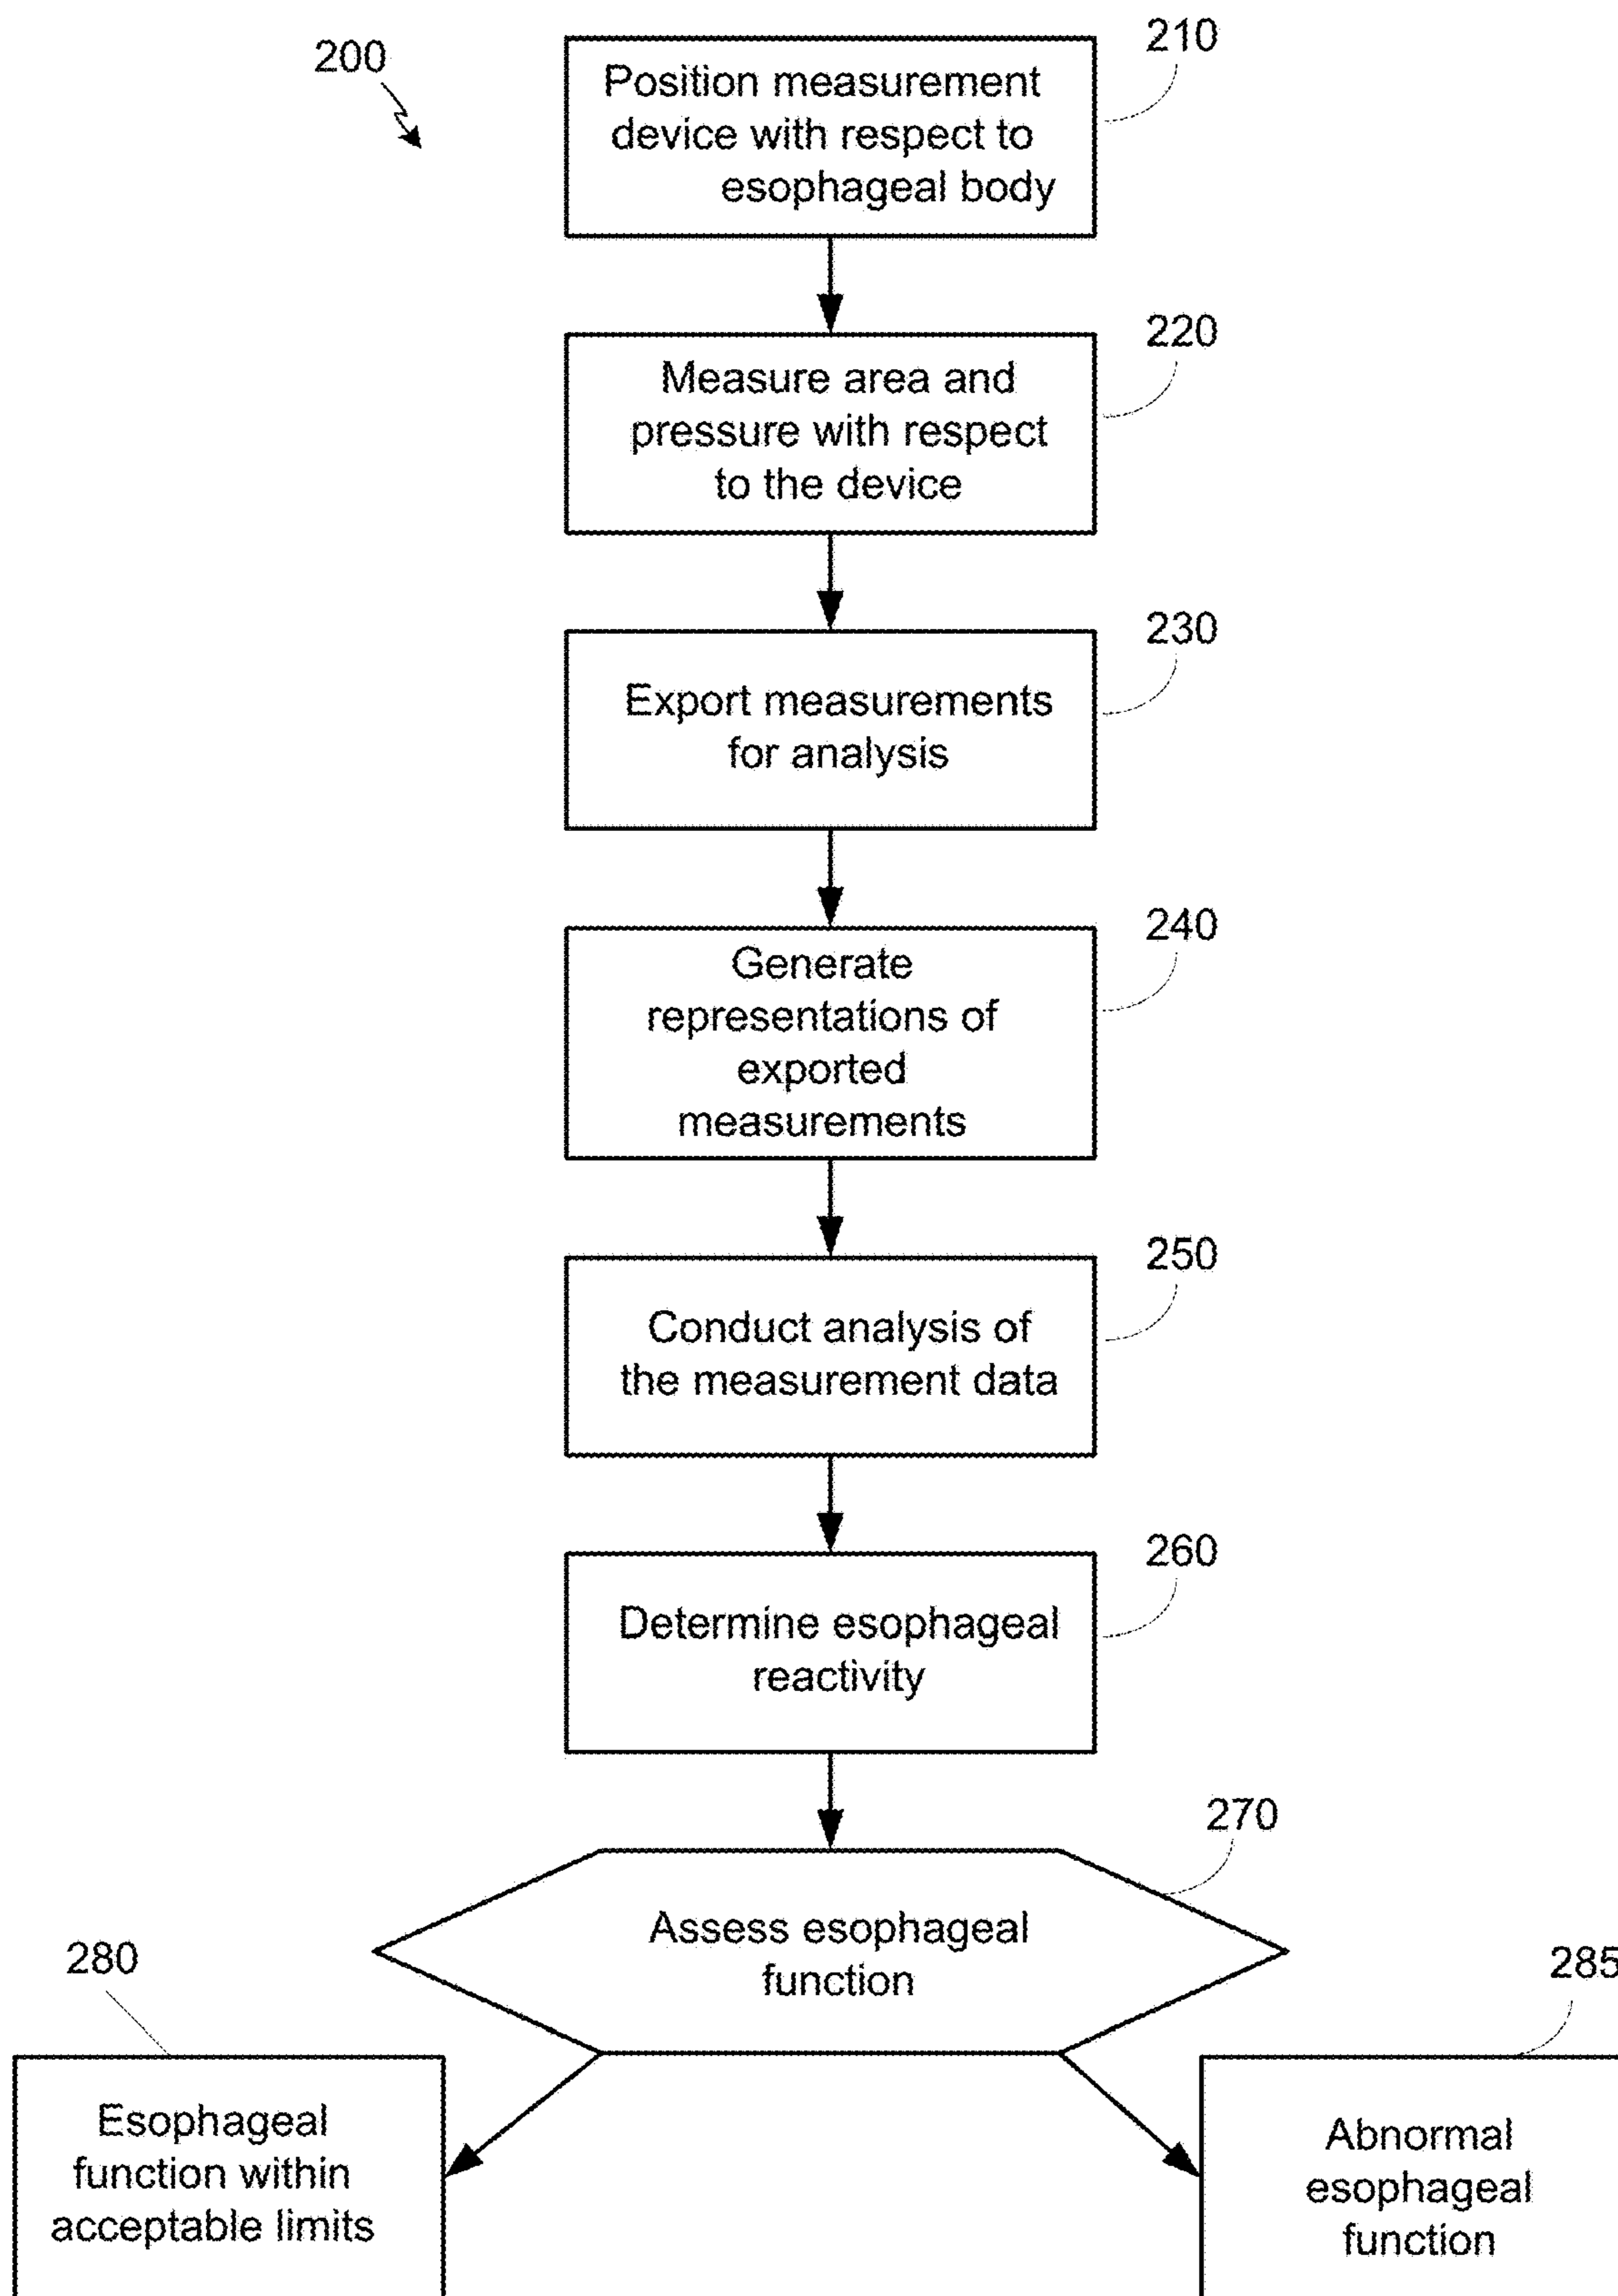 200
210
Position measurement
device with respect to
esophageal body
220
Measure area and
pressure with respect
to the device
230
Export measurements
for analysis
240
Generate
representations of
exported
measurements
250
Conduct analysis of
the measurement data
260
Determine esophageal
reactivity
270
Assess esophageal
function
280
Esophageal
function within
acceptable limits
285
Abnormal
esophageal
function